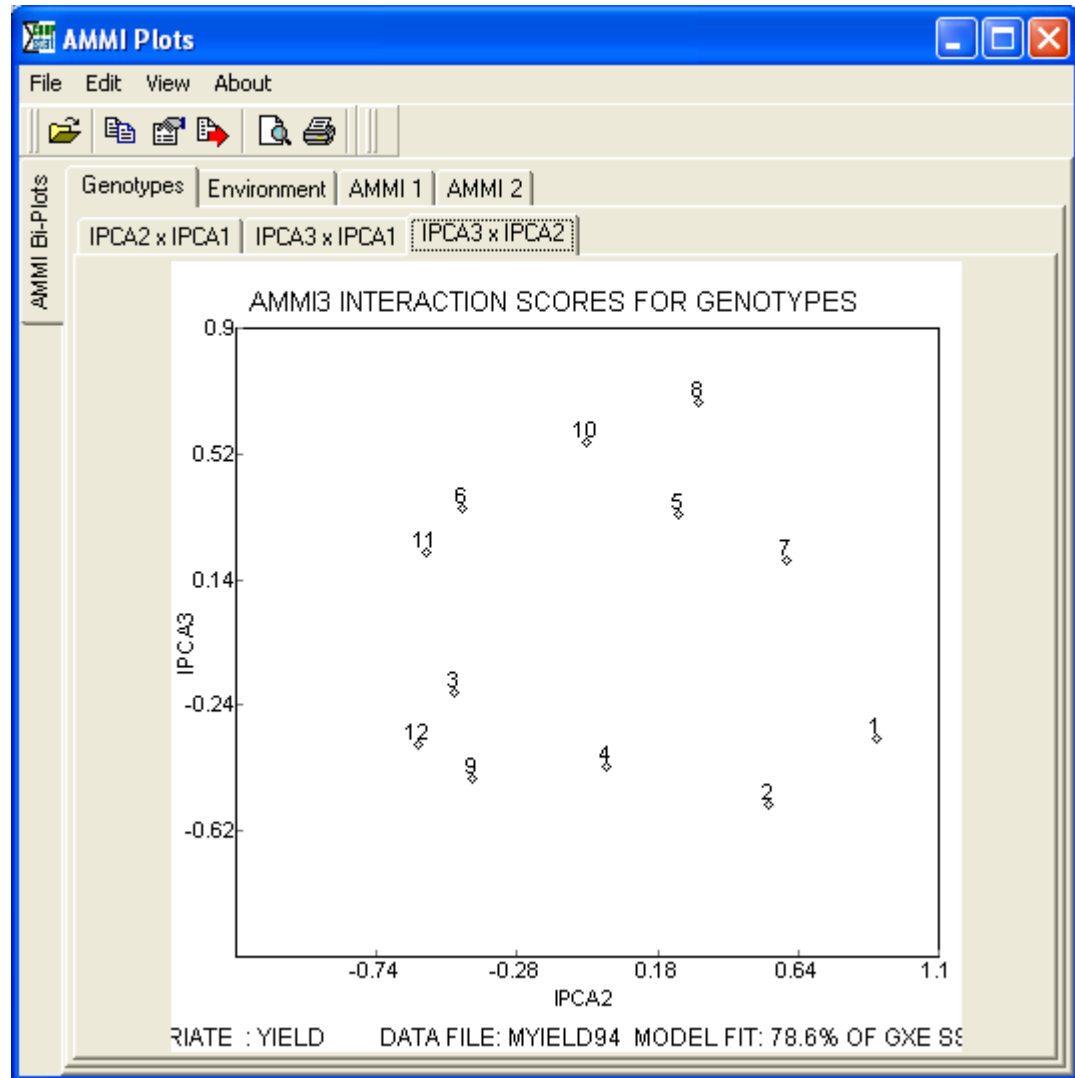 AMMI Plots
File Edit View About
AMMI Bi-Plots
Genotypes Environment AMMI 1 AMMI 2
IPCA2 x IPCA1 IPCA3 x IPCA1 IPCA3 x IPCA2
AMMI3 INTERACTION SCORES FOR GENOTYPES
0.9
8
10
0.52
6 5
11 7
0.14
IPCA3
3
-0.24
12 1
9 4
2
-0.62
-0.74 -0.28 0.18 0.64 1.1
IPCA2
RIATE : YIELD DATA FILE: MYIELD94 MODEL FIT: 78.6% OF GXE SS